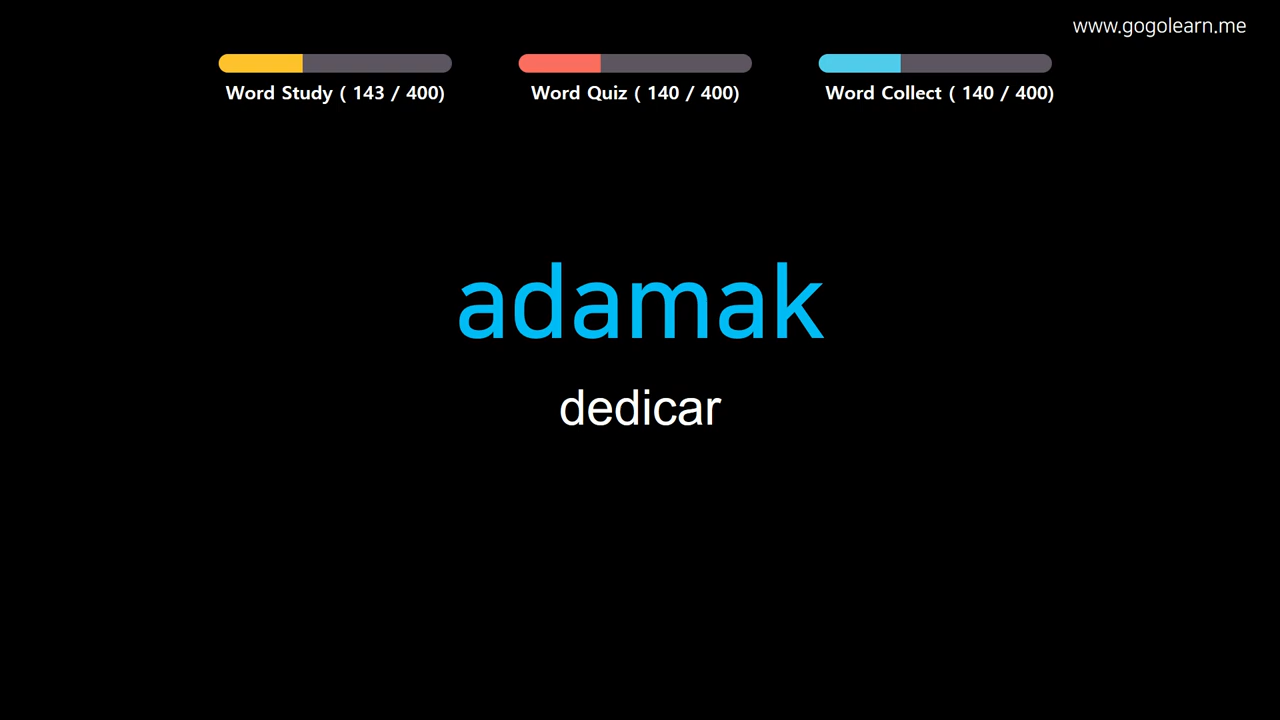 www.gogolearn.me
Word Study ( 143 / 400)
Word Quiz ( 140 / 400)
Word Collect ( 140 / 400)
adamak
dedicar